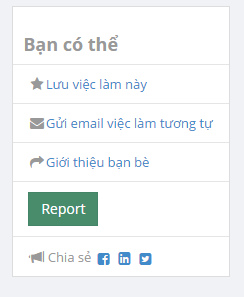 Bạn có thể
Lưu việc làm này
Gửi email việc làm tương tự
Giới thiệu bạn bè
Report
Chia sẻ